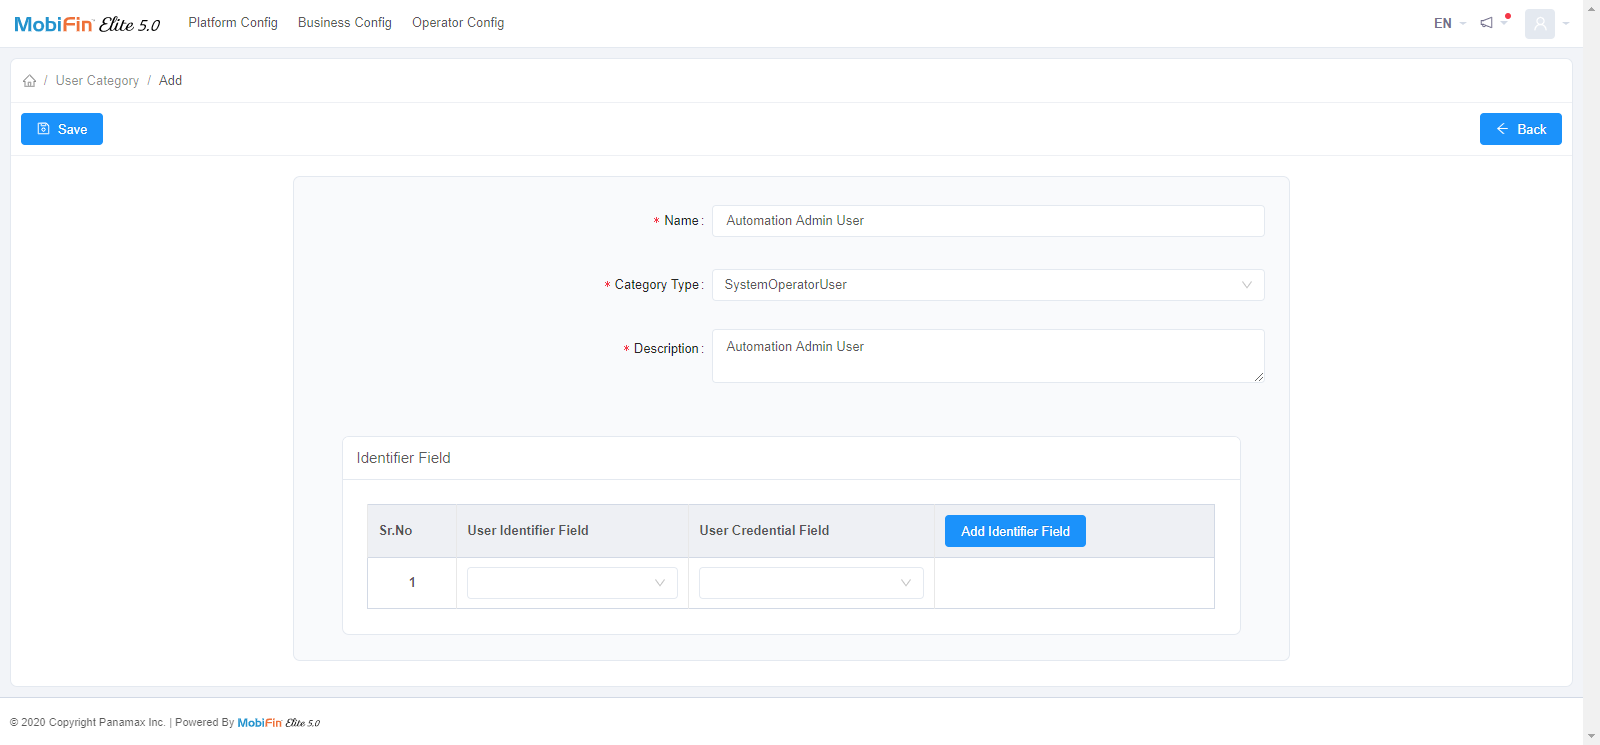 MobiFin Elite 5.0 Platform Config Business Config Operator Config EN
/ User Category / Add
Save Back
* Name : Automation Admin User
* Category Type : SystemOperatorUser
* Description : Automation Admin User
Identifier Field
Sr.No User Identifier Field User Credential Field Add Identifier Field
1
© 2020 Copyright Panamax Inc. | Powered By MobiFin Elite 5.0